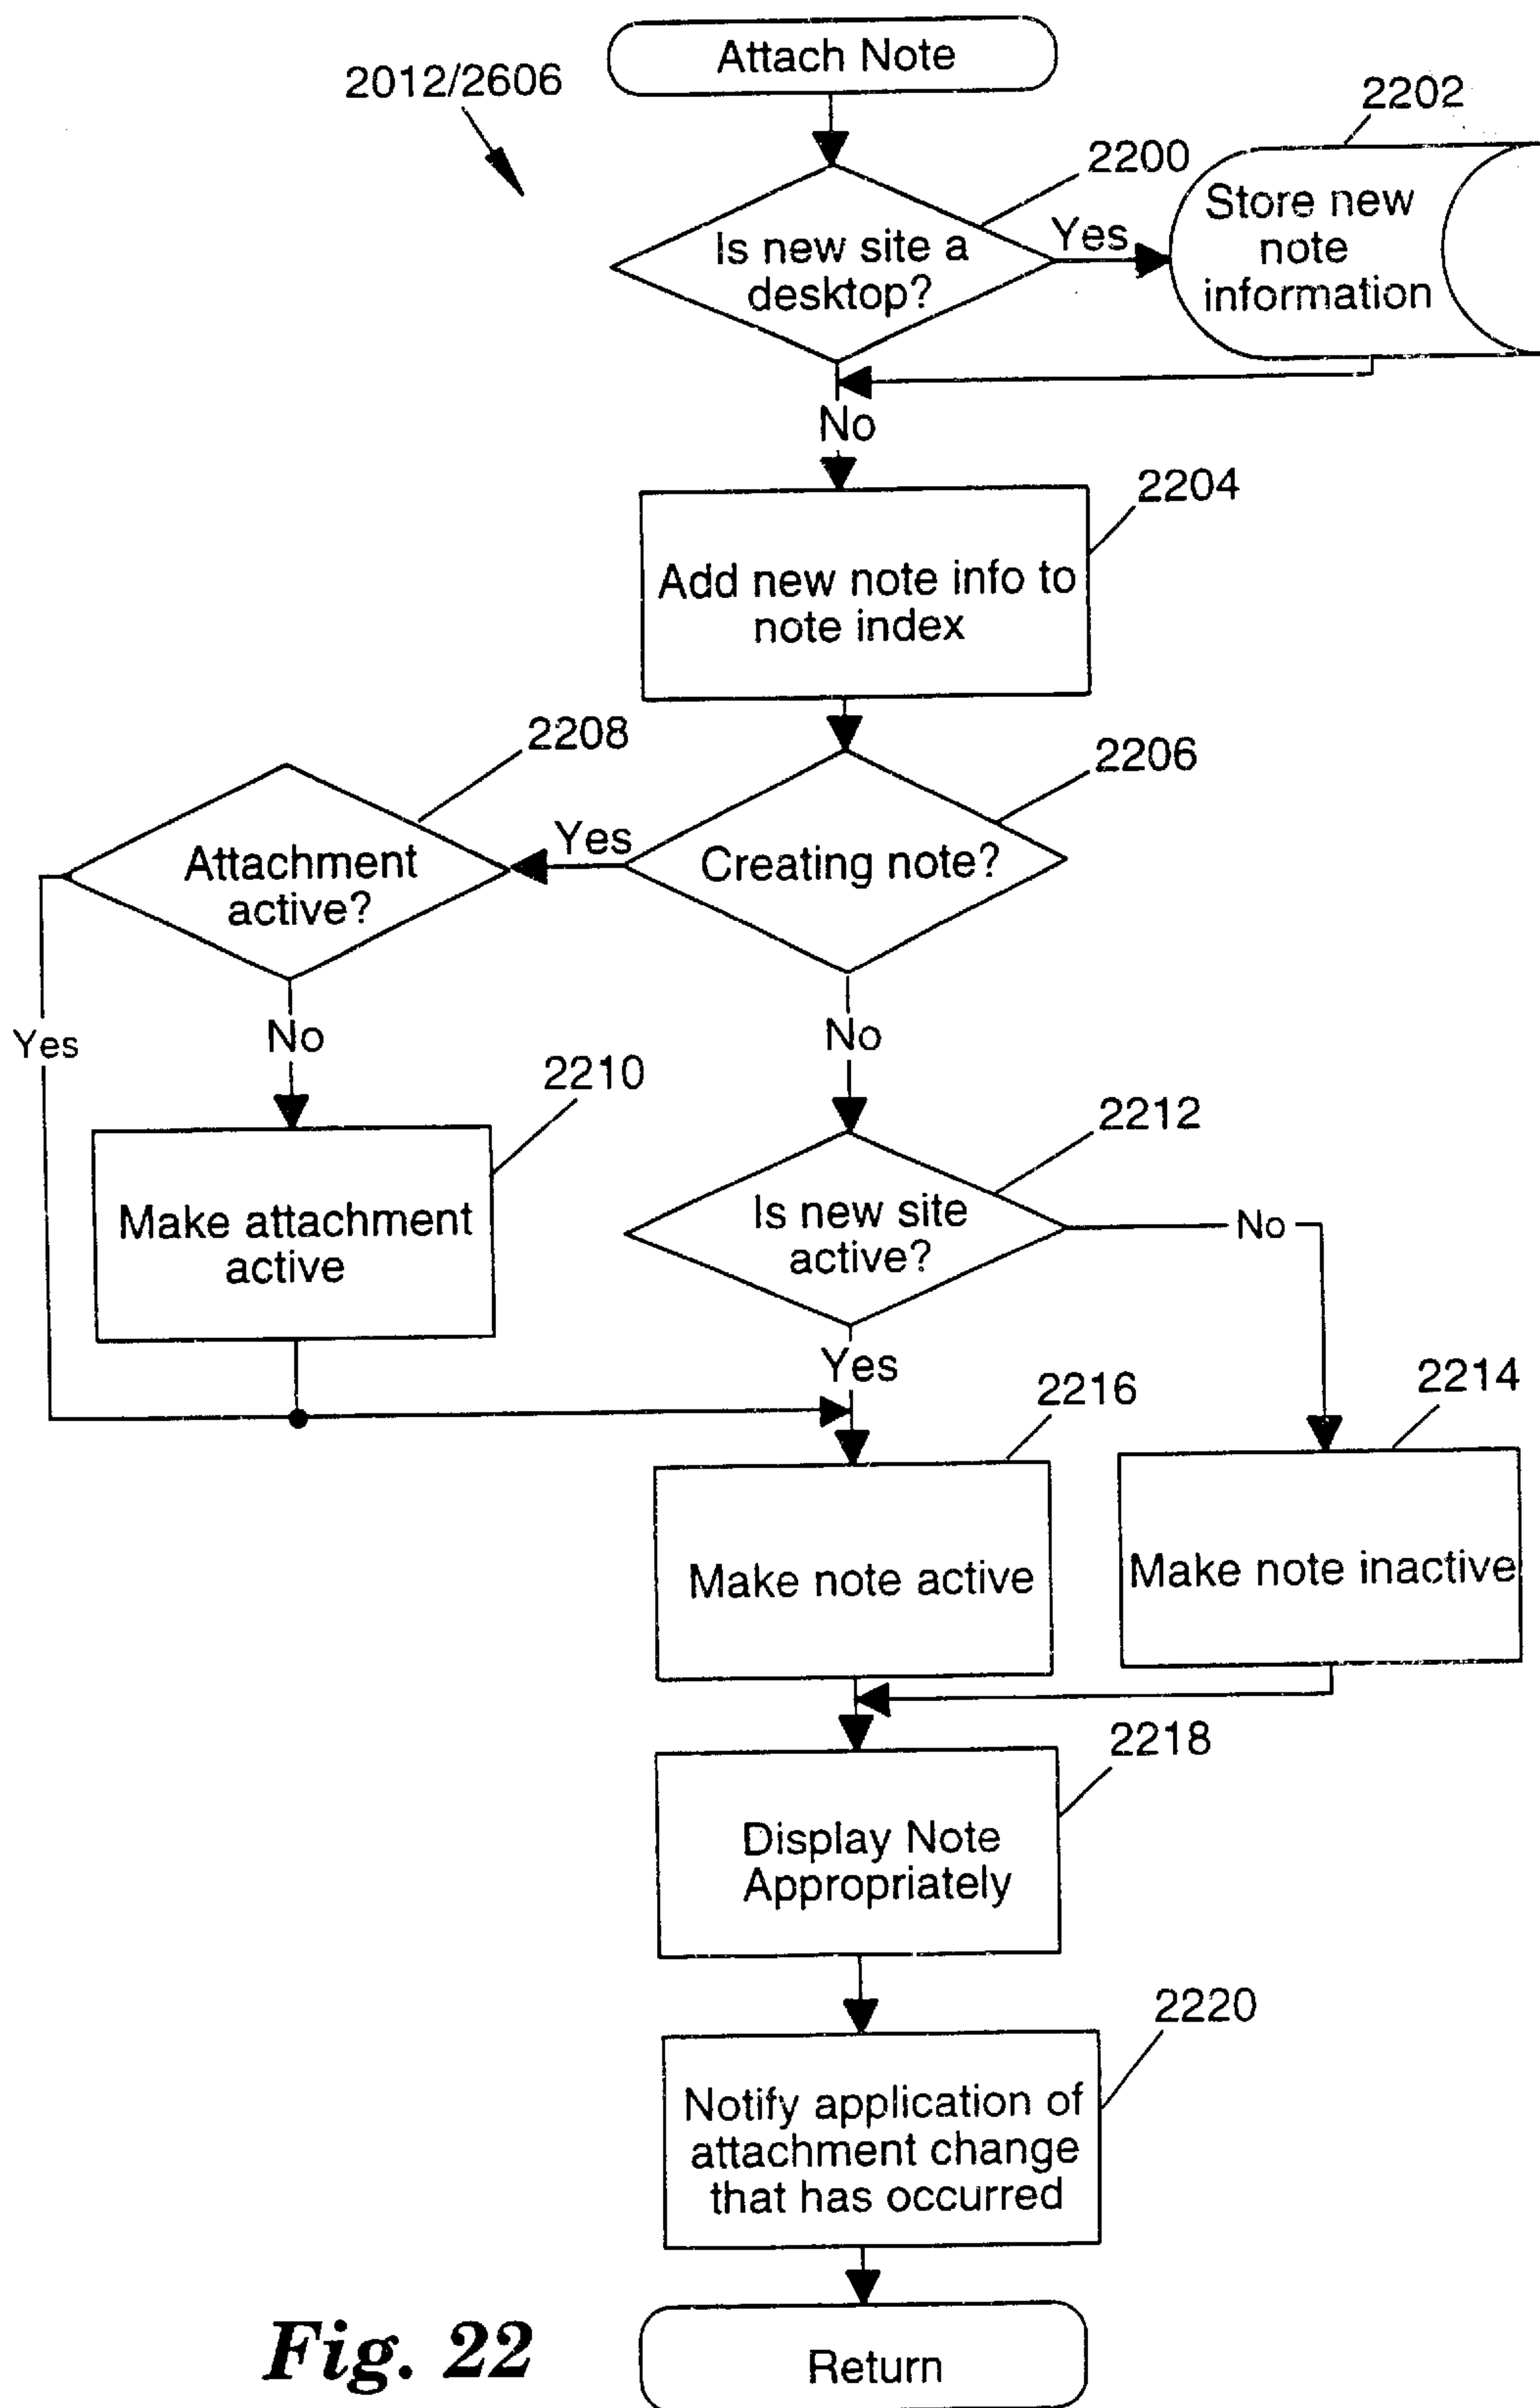 Attach Note
2012/2606
2202
2200
Store new
note
information
Yes
Is new site a
desktop?
No
2204
Add new note info to
note index
2208
2206
Yes
Attachment
active?
Creating note?
Yes
No
No
2210
2212
Make attachment
active
Is new site
active?
No
Yes
2216
2214
Make note active
Make note inactive
2218
Display Note
Appropriately
2220
Notify application of
attachment change
that has occurred
Fig. 22
Return